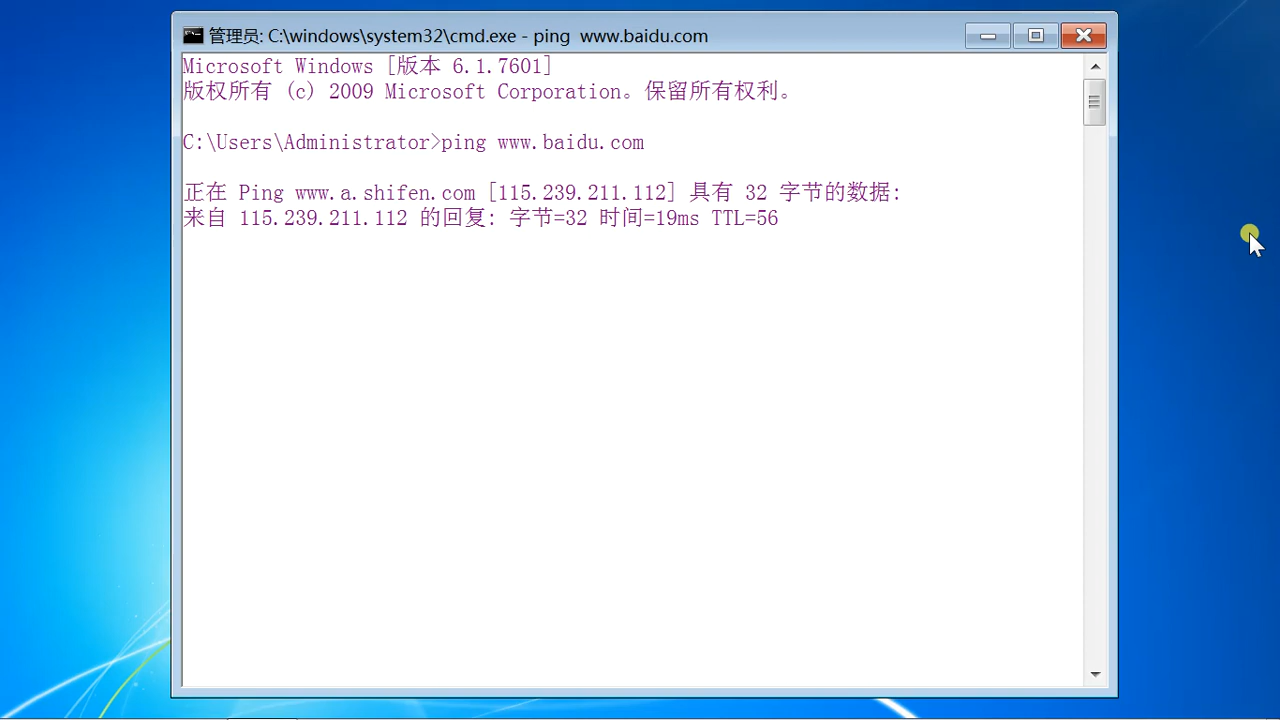 管理员: C:\windows\system32\cmd.exe - ping  www.baidu.com
Microsoft Windows [版本 6.1.7601]
版权所有 (c) 2009 Microsoft Corporation。保留所有权利。
C:\Users\Administrator>ping www.baidu.com
正在 Ping www.a.shifen.com [115.239.211.112] 具有 32 字节的数据:
来自 115.239.211.112 的回复: 字节=32 时间=19ms TTL=56